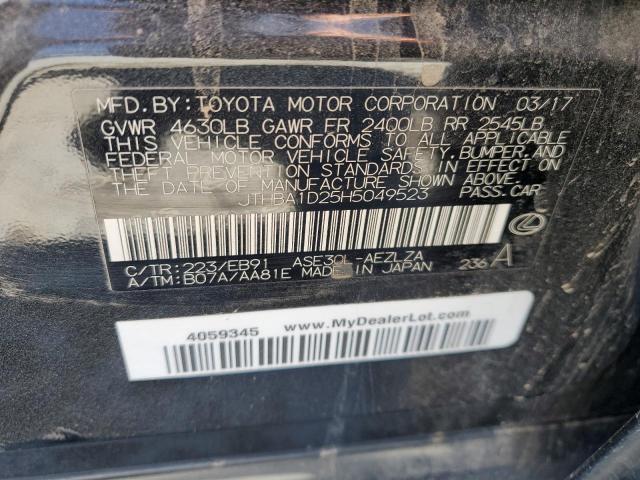 MFD.BY:TOYOTA MOTOR CORPORATION 03/17
GVWR 4630LB GAWR FR 2400LB RR 2545LB
THIS VEHICLE CONFORMS TO ALL APPLICABLE
FEDERAL MOTOR VEHICLE SAFETY,BUMPER,AND
THEFT PREVENTION STANDARDS IN EFFECT ON
THE DATE OF MANUFACTURE SHOWN ABOVE.
JTHBA1D25H5049523 PASS.CAR
C/TR:223/EB91 ASE30L-AEZLZA
A/TM:B07A/AA81E MADE IN JAPAN 236 A
4059345 www.MyDealerLot.com